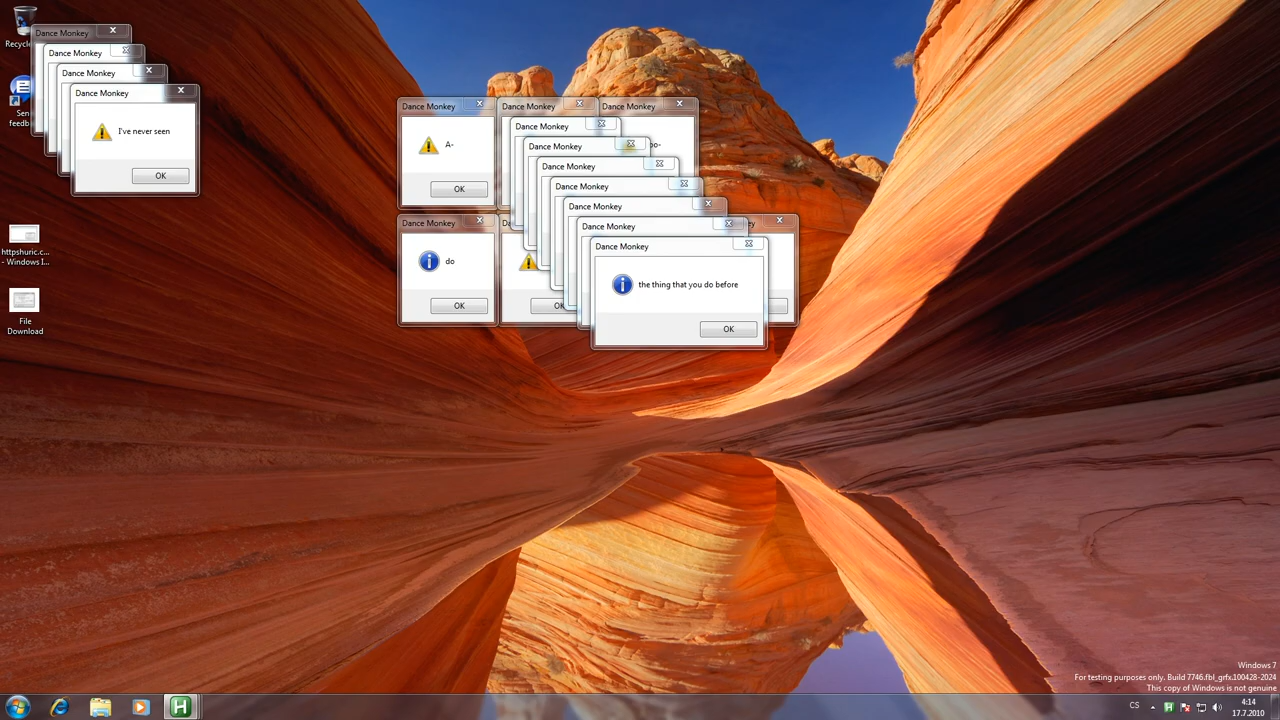 Recycle
Dance Monkey
Dance Monkey
Dance Monkey
Dance Monkey
I've never seen
OK
Sen
feedba
httpshuric.c...
- Windows I...
File
Download
Dance Monkey
Dance Monkey
Dance Monkey
A-
OK
Dance Monkey
Dance Monkey
Dance Monkey
Dance Monkey
Dance Monkey
Dance Monkey
Dance Monkey
the thing that you do before
OK
Dance Monkey
do
OK
Windows 7
For testing purposes only. Build 7746.fbl_grfx.100428-2024
This copy of Windows is not genuine
CS
4:14
17.7.2010